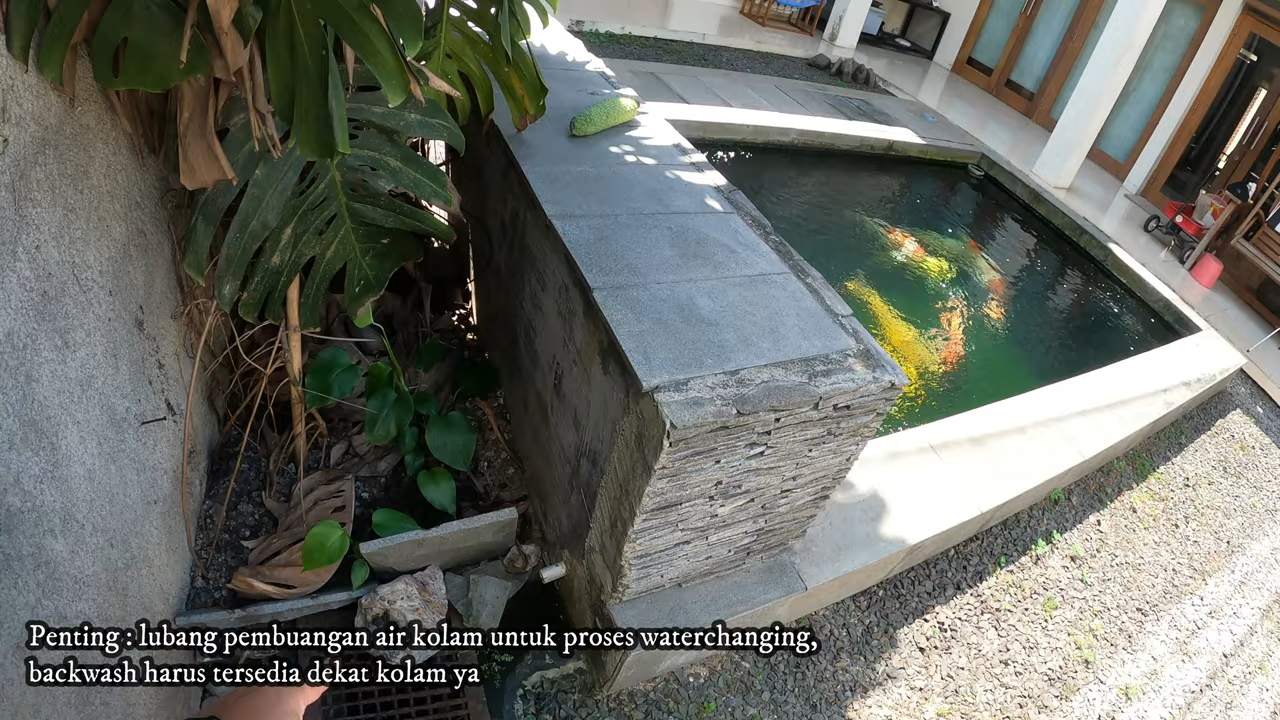 Penting : lubang pembuangan air kolam untuk proses waterchanging,
backwash harus tersedia dekat kolam ya